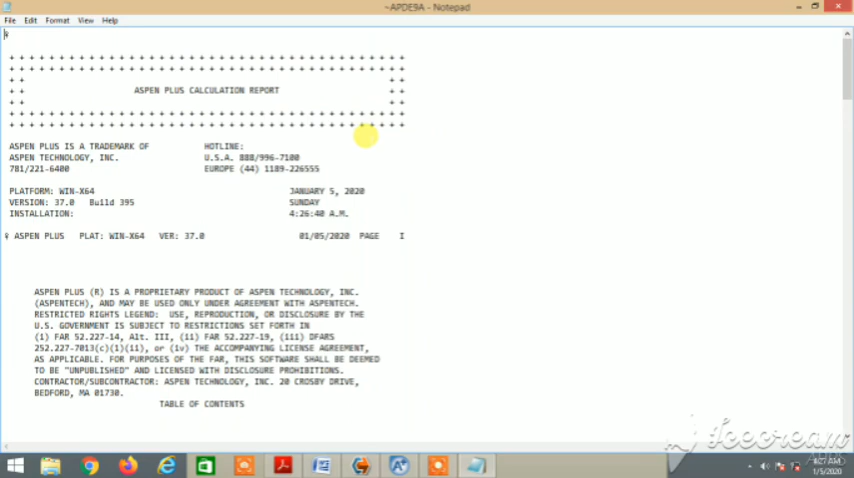 ~APDE9A - Notepad
File Edit Format View Help
+ + + + + + + + + + + + + + + + + + + + + + + + + + + + + + + + +
+ + + + + + + + + + + + + + + + + + + + + + + + + + + + + + + + +
+ + + +
+ + ASPEN PLUS CALCULATION REPORT + +
+ + + +
+ + + + + + + + + + + + + + + + + + + + + + + + + + + + + + + + +
+ + + + + + + + + + + + + + + + + + + + + + + + + + + + + + + + +
ASPEN PLUS IS A TRADEMARK OF HOTLINE:
ASPEN TECHNOLOGY, INC. U.S.A. 888/996-7100
781/221-6400 EUROPE (44) 1189-226555
PLATFORM: WIN-X64 JANUARY 5, 2020
VERSION: 37.0 Build 395 SUNDAY
INSTALLATION: 4:26:40 A.M.
ASPEN PLUS PLAT: WIN-X64 VER: 37.0 01/05/2020 PAGE I
ASPEN PLUS (R) IS A PROPRIETARY PRODUCT OF ASPEN TECHNOLOGY, INC.
(ASPENTECH), AND MAY BE USED ONLY UNDER AGREEMENT WITH ASPENTECH.
RESTRICTED RIGHTS LEGEND: USE, REPRODUCTION, OR DISCLOSURE BY THE
U.S. GOVERNMENT IS SUBJECT TO RESTRICTIONS SET FORTH IN
(i) FAR 52.227-14, Alt. III, (ii) FAR 52.227-19, (iii) DFARS
252.227-7013(c)(1)(ii), or (iv) THE ACCOMPANYING LICENSE AGREEMENT,
AS APPLICABLE. FOR PURPOSES OF THE FAR, THIS SOFTWARE SHALL BE DEEMED
TO BE "UNPUBLISHED" AND LICENSED WITH DISCLOSURE PROHIBITIONS.
CONTRACTOR/SUBCONTRACTOR: ASPEN TECHNOLOGY, INC. 20 CROSBY DRIVE,
BEDFORD, MA 01730.
TABLE OF CONTENTS
Icecream
APPS
4:27 AM
1/5/2020